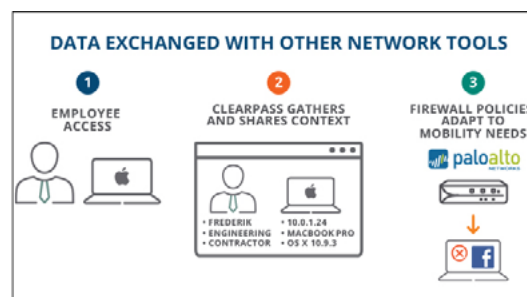 DATA EXCHANGED WITH OTHER NETWORK TOOLS
1
EMPLOYEE
ACCESS
2
CLEARPASS GATHERS
AND SHARES CONTEXT
• FREDERIK
• ENGINEERING
• CONTRACTOR
• 10.0.1.24
• MACBOOK PRO
• OS X 10.9.3
3
FIREWALL POLICIES
ADAPT TO
MOBILITY NEEDS
paloalto
NETWORKS
f